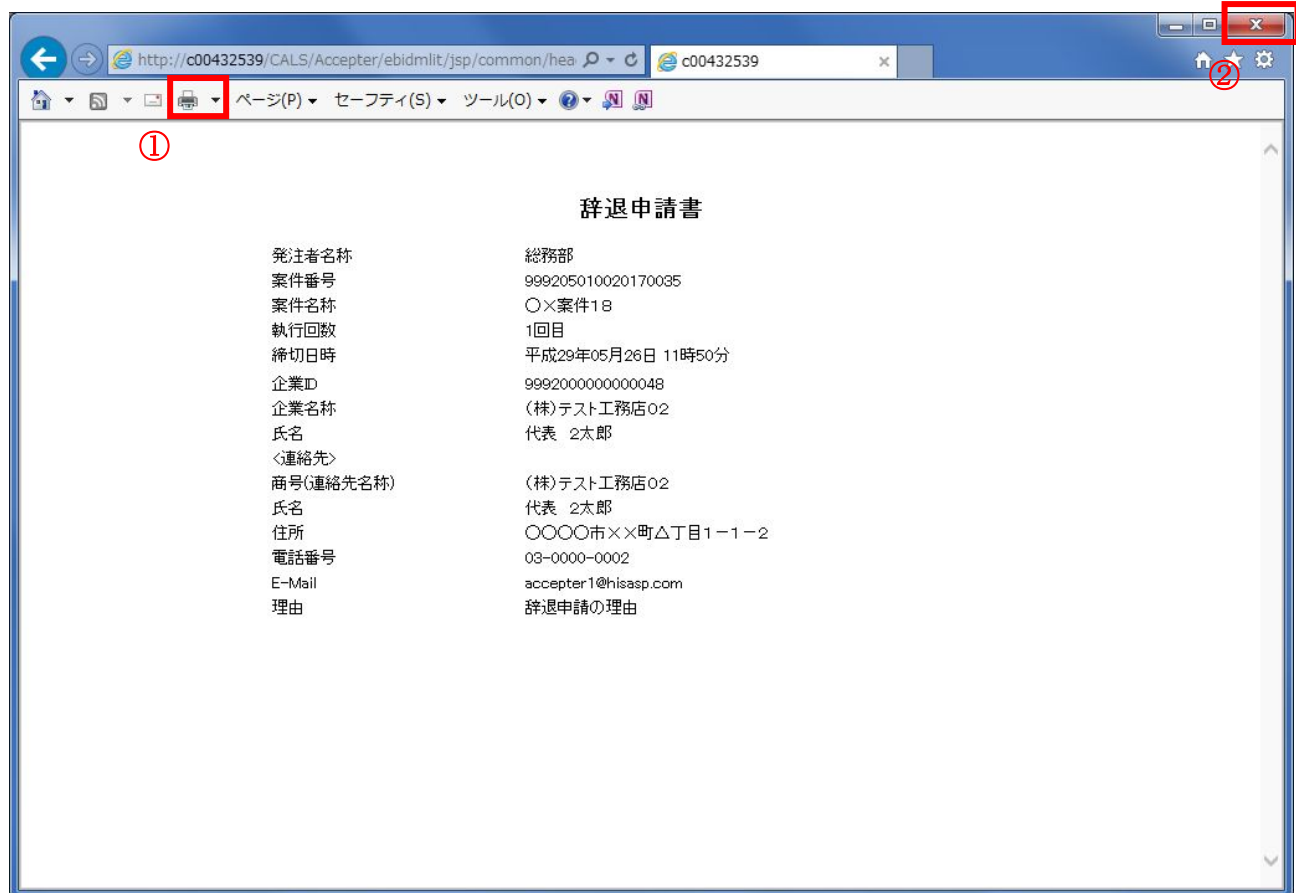 http://c00432539/CALS/Accepter/ebidmlit/jsp/common/hea c00432539
②
ページ(P) セーフティ(S) ツール(O)
①
辞退申請書
発注者名称 総務部
案件番号 999205010020170035
案件名称 〇×案件18
執行回数 1回目
締切日時 平成29年05月26日 11時50分
企業ID 9992000000000048
企業名称 (株)テスト工務店02
氏名 代表 2太郎
<連絡先>
商号(連絡先名称) (株)テスト工務店02
氏名 代表 2太郎
住所 〇〇〇〇市××町△丁目1-1-2
電話番号 03-0000-0002
E-Mail accepter1@hisasp.com
理由 辞退申請の理由